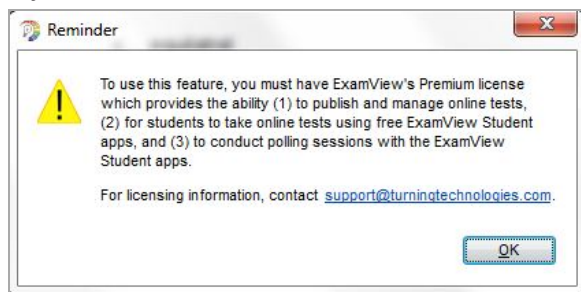 Reminder
To use this feature, you must have ExamView's Premium license
which provides the ability (1) to publish and manage online tests,
(2) for students to take online tests using free ExamView Student
apps, and (3) to conduct polling sessions with the ExamView
Student apps.
For licensing information, contact support@turningtechnologies.com.
OK